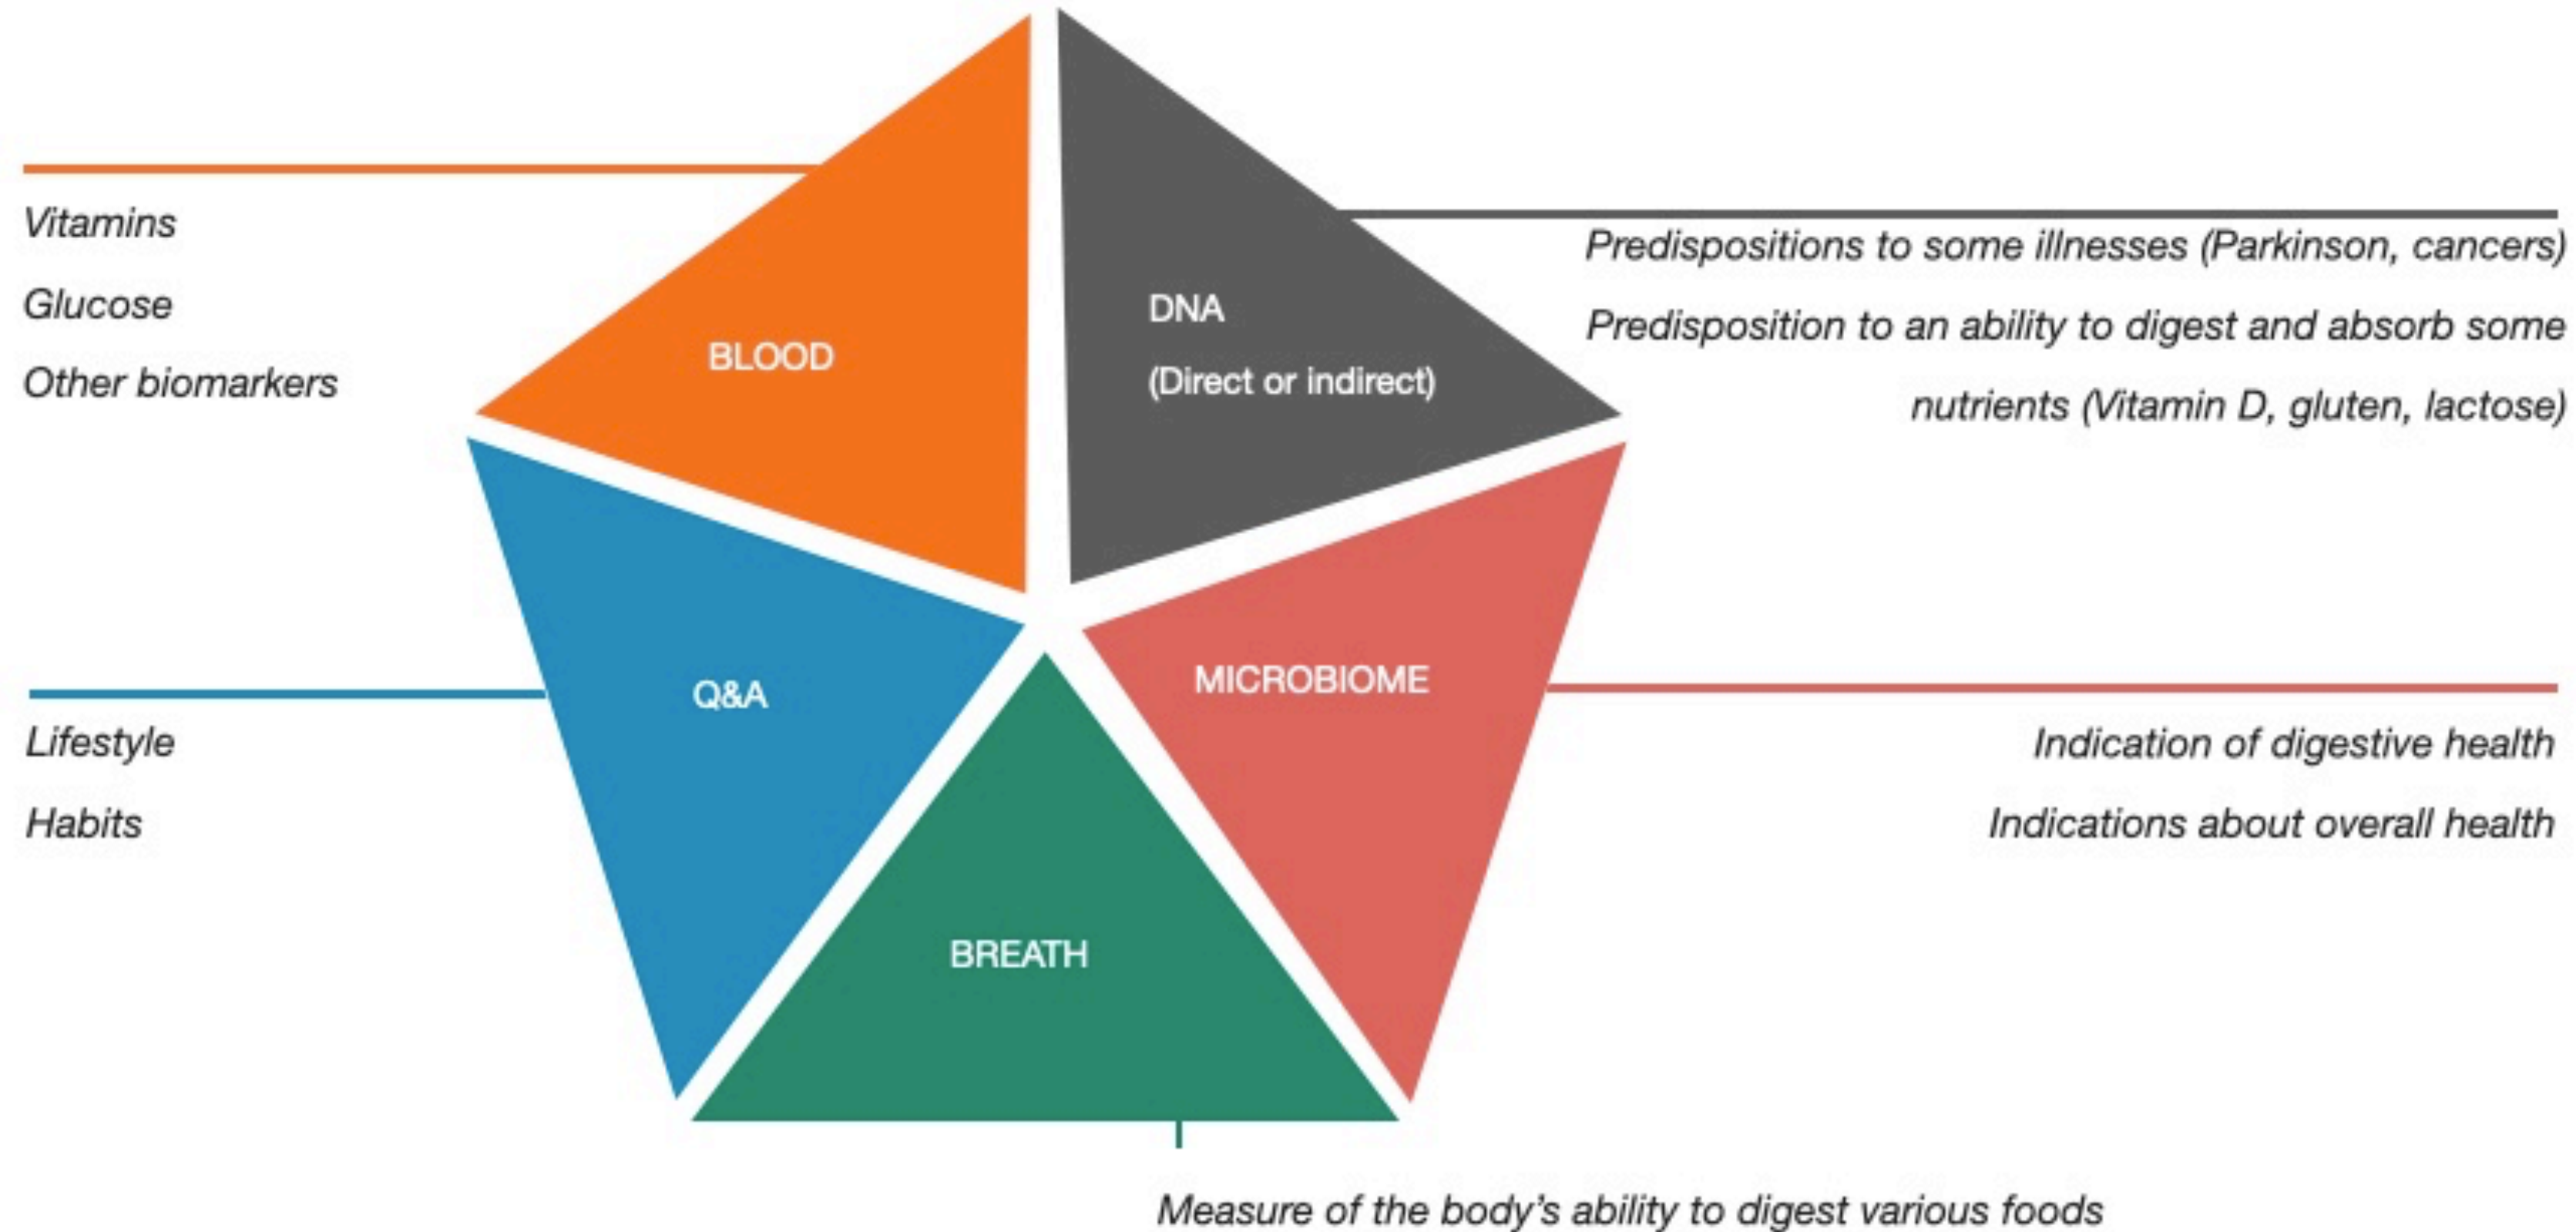 Vitamins
Glucose
Other biomarkers
BLOOD
DNA
(Direct or indirect)
Predispositions to some illnesses (Parkinson, cancers)
Predisposition to an ability to digest and absorb some
nutrients (Vitamin D, gluten, lactose)
Q&A
Lifestyle
Habits
MICROBIOME
Indication of digestive health
Indications about overall health
BREATH
Measure of the body's ability to digest various foods